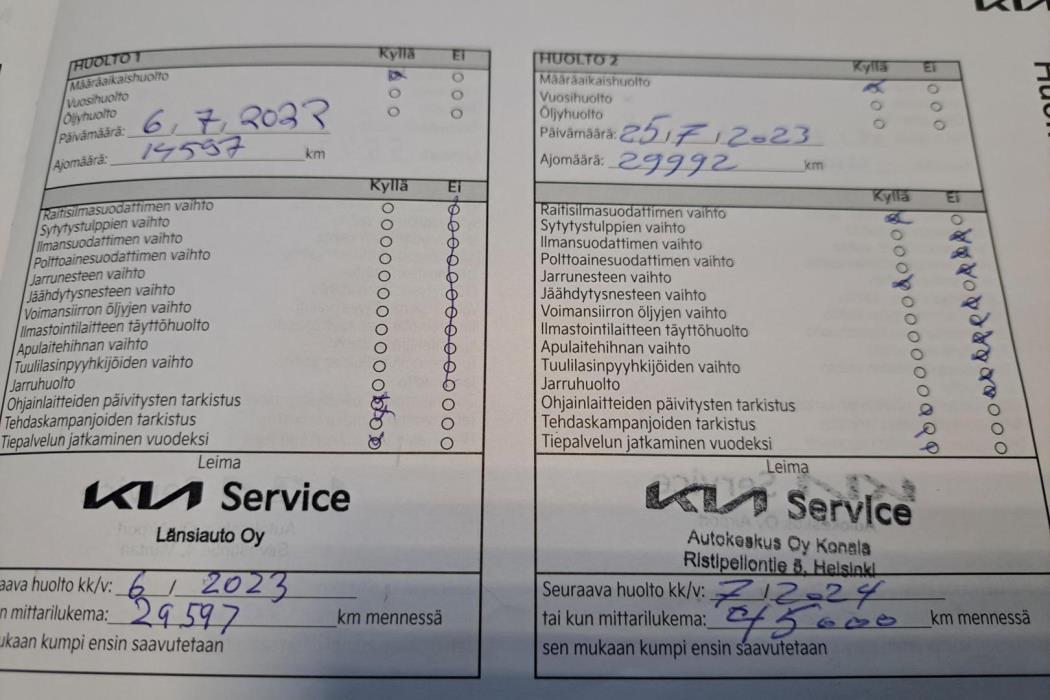 HUOLTO 1 Kyllä Ei
Määräaikaishuolto
Vuosihuolto
Öljyhuolto
Päivämäärä: 6, 7, 2022
Ajomäärä: 14597 km
Kyllä Ei
Raitisilmasuodattimen vaihto
Sytytystulppien vaihto
Ilmansuodattimen vaihto
Polttoainesuodattimen vaihto
Jarrunesteen vaihto
Jäähdytysnesteen vaihto
Voimansiirron öljyjen vaihto
Ilmastointilaitteen täyttöhuolto
Apulaitehihnan vaihto
Tuulilasinpyyhkijöiden vaihto
Jarruhuolto
Ohjainlaitteiden päivitysten tarkistus
Tehdaskampanjoiden tarkistus
Tiepalvelun jatkaminen vuodeksi
Leima
KIA Service
Länsiauto Oy
aava huolto kk/v: 6 / 2023
n mittarilukema: 29597 km mennessä
ukaan kumpi ensin saavutetaan
HUOLTO 2 Kyllä Ei
Määräaikaishuolto
Vuosihuolto
Öljyhuolto
Päivämäärä: 25, 7, 2023
Ajomäärä: 29992 km
Kyllä Ei
Raitisilmasuodattimen vaihto
Sytytystulppien vaihto
Ilmansuodattimen vaihto
Polttoainesuodattimen vaihto
Jarrunesteen vaihto
Jäähdytysnesteen vaihto
Voimansiirron öljyjen vaihto
Ilmastointilaitteen täyttöhuolto
Apulaitehihnan vaihto
Tuulilasinpyyhkijöiden vaihto
Jarruhuolto
Ohjainlaitteiden päivitysten tarkistus
Tehdaskampanjoiden tarkistus
Tiepalvelun jatkaminen vuodeksi
Leima
KIA Service
Autokeskus Oy Konala
Ristipellontie 5, Helsinki
Seuraava huolto kk/v: 7 / 2024
tai kun mittarilukema: 45000 km mennessä
sen mukaan kumpi ensin saavutetaan